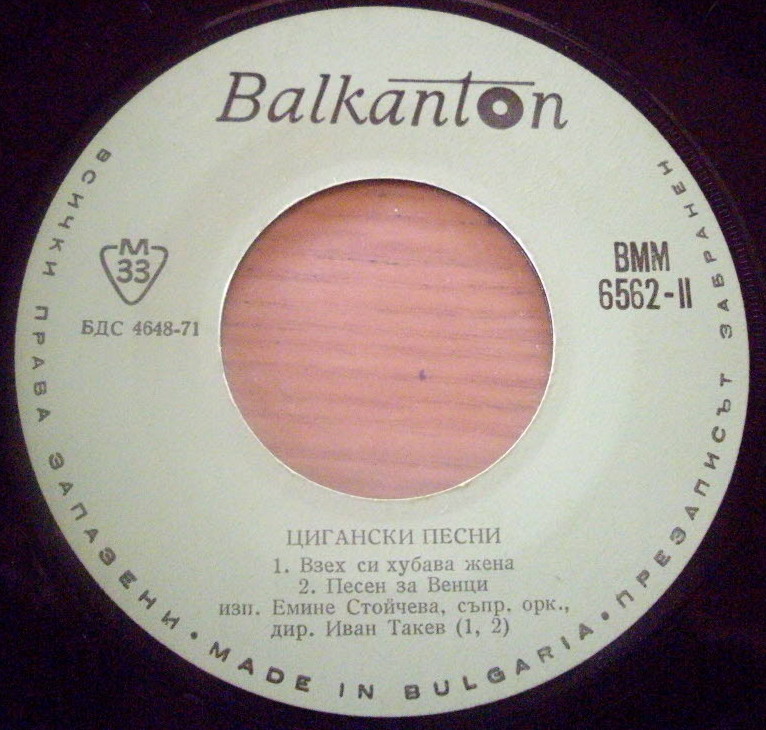 Balkanton
М
33
БДС 4648-71
ВММ
6562-II
ЦИГАНСКИ ПЕСНИ
1. Взех си хубава жена
2. Песен за Венци
изп. Емине Стойчева, съпр. орк.,
дир. Иван Такев (1, 2)
ВСИЧКИ ПРАВА ЗАПАЗЕНИ • MADE IN BULGARIA • ПРЕЗАПИСЪТ ЗАБРАНЕН